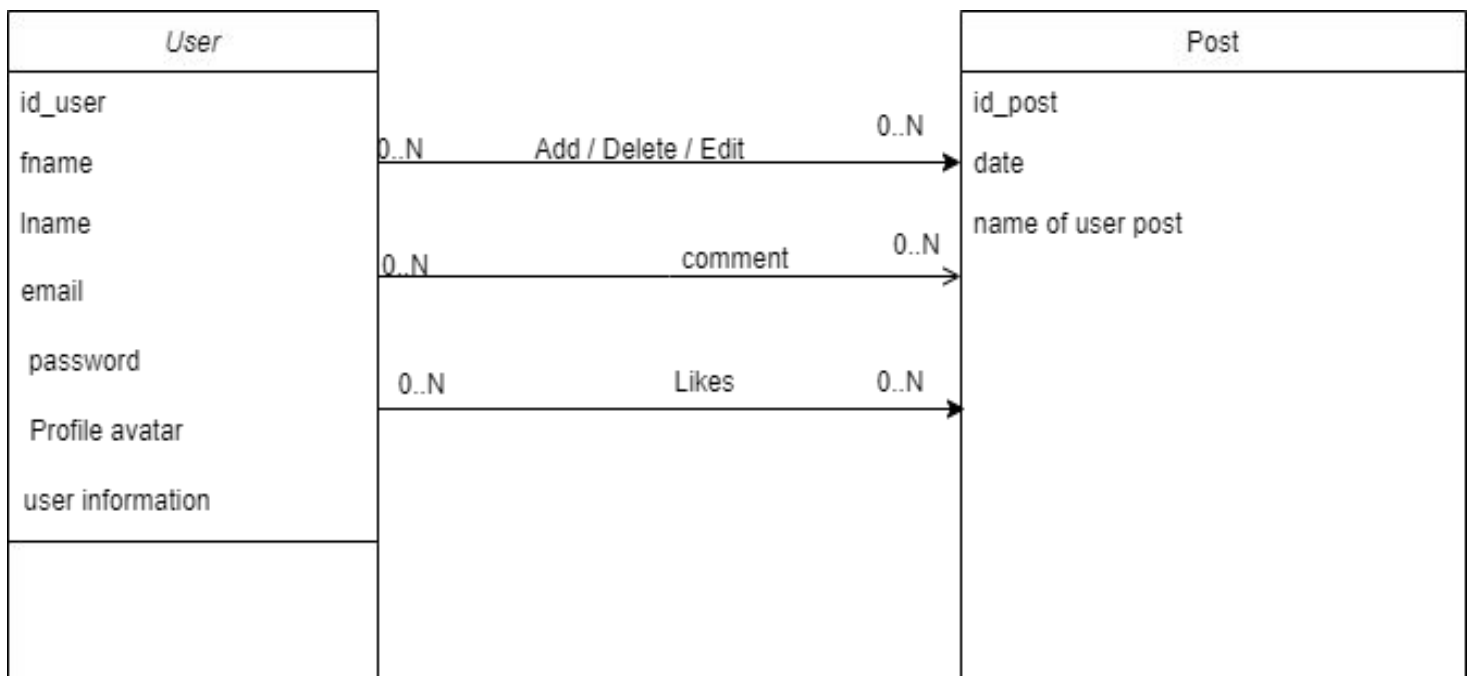 User
id_user
fname
lname
email
password
Profile avatar
user information
0..N Add / Delete / Edit 0..N
0..N comment 0..N
0..N Likes 0..N
Post
id_post
date
name of user post